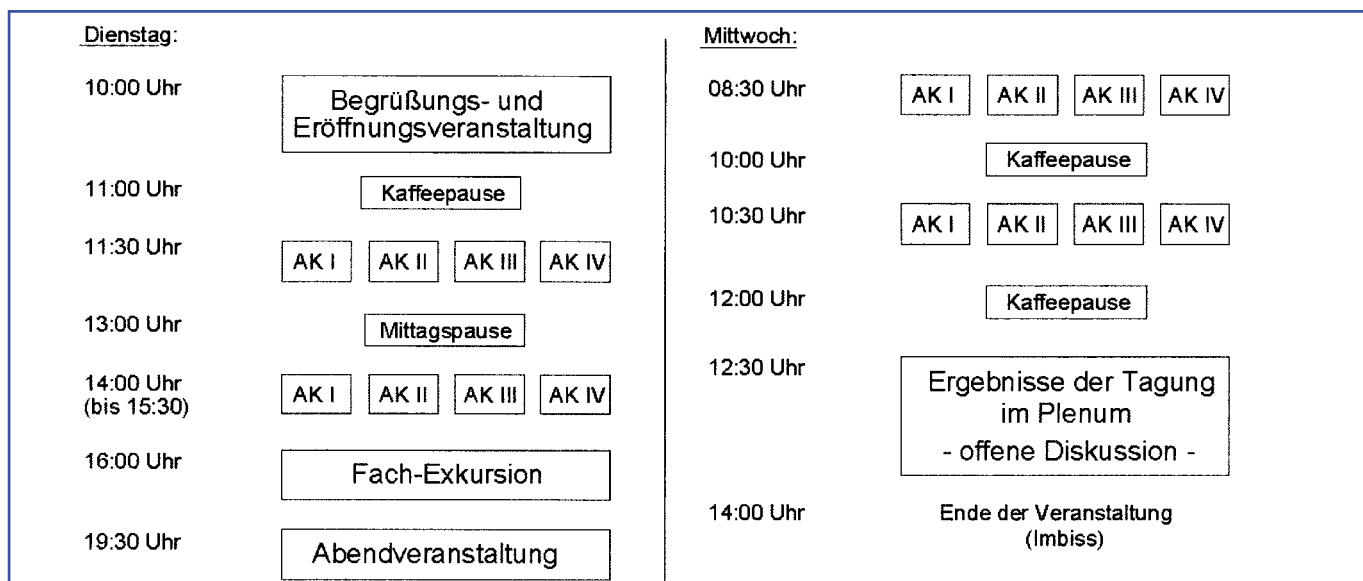 Dienstag:
10:00 Uhr
Begrüßungs- und
Eröffnungsveranstaltung
11:00 Uhr
Kaffeepause
11:30 Uhr
AK I AK II AK III AK IV
13:00 Uhr
Mittagspause
14:00 Uhr
(bis 15:30)
AK I AK II AK III AK IV
16:00 Uhr
Fach-Exkursion
19:30 Uhr
Abendveranstaltung
Mittwoch:
08:30 Uhr
AK I AK II AK III AK IV
10:00 Uhr
Kaffeepause
10:30 Uhr
AK I AK II AK III AK IV
12:00 Uhr
Kaffeepause
12:30 Uhr
Ergebnisse der Tagung
im Plenum
- offene Diskussion -
14:00 Uhr
Ende der Veranstaltung
(Imbiss)